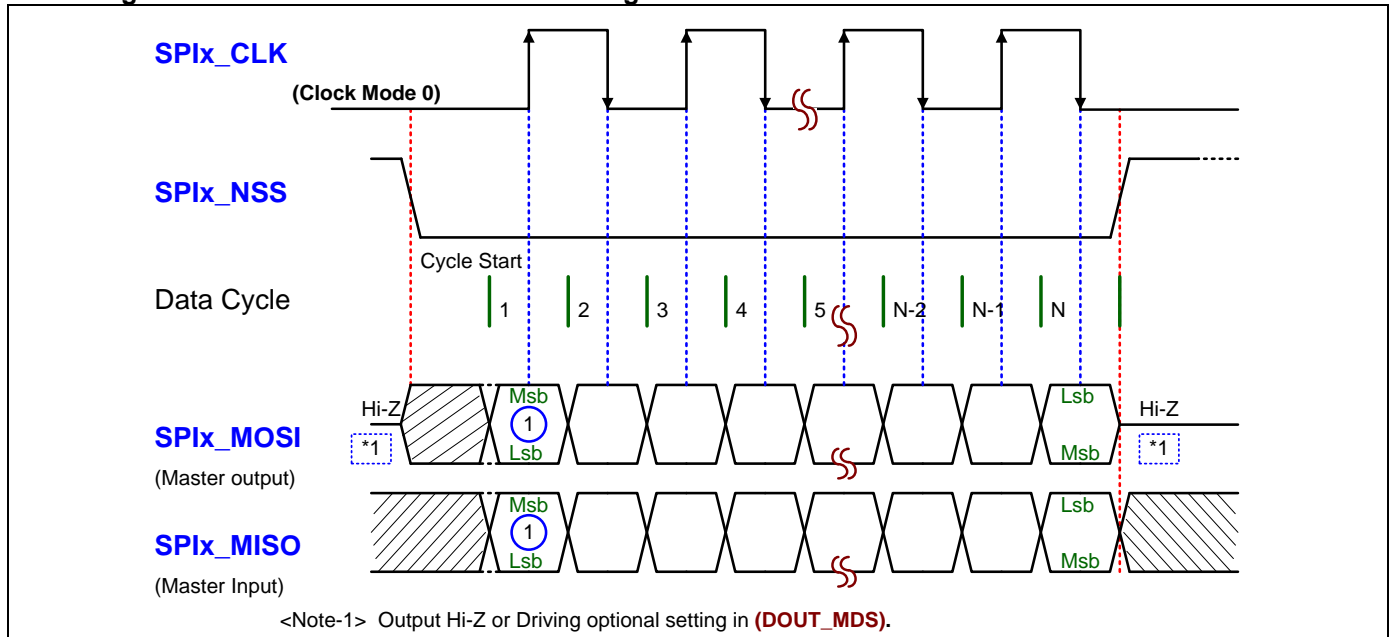 SPIx_CLK
(Clock Mode 0)
SPIx_NSS
Cycle Start
Data Cycle
1 2 3 4 5 N-2 N-1 N
Msb Lsb
Hi-Z 1 Hi-Z
SPIx_MOSI *1 Lsb Msb *1
(Master output)
Msb Lsb
1
SPIx_MISO Lsb Msb
(Master Input)
<Note-1> Output Hi-Z or Driving optional setting in (DOUT_MDS).